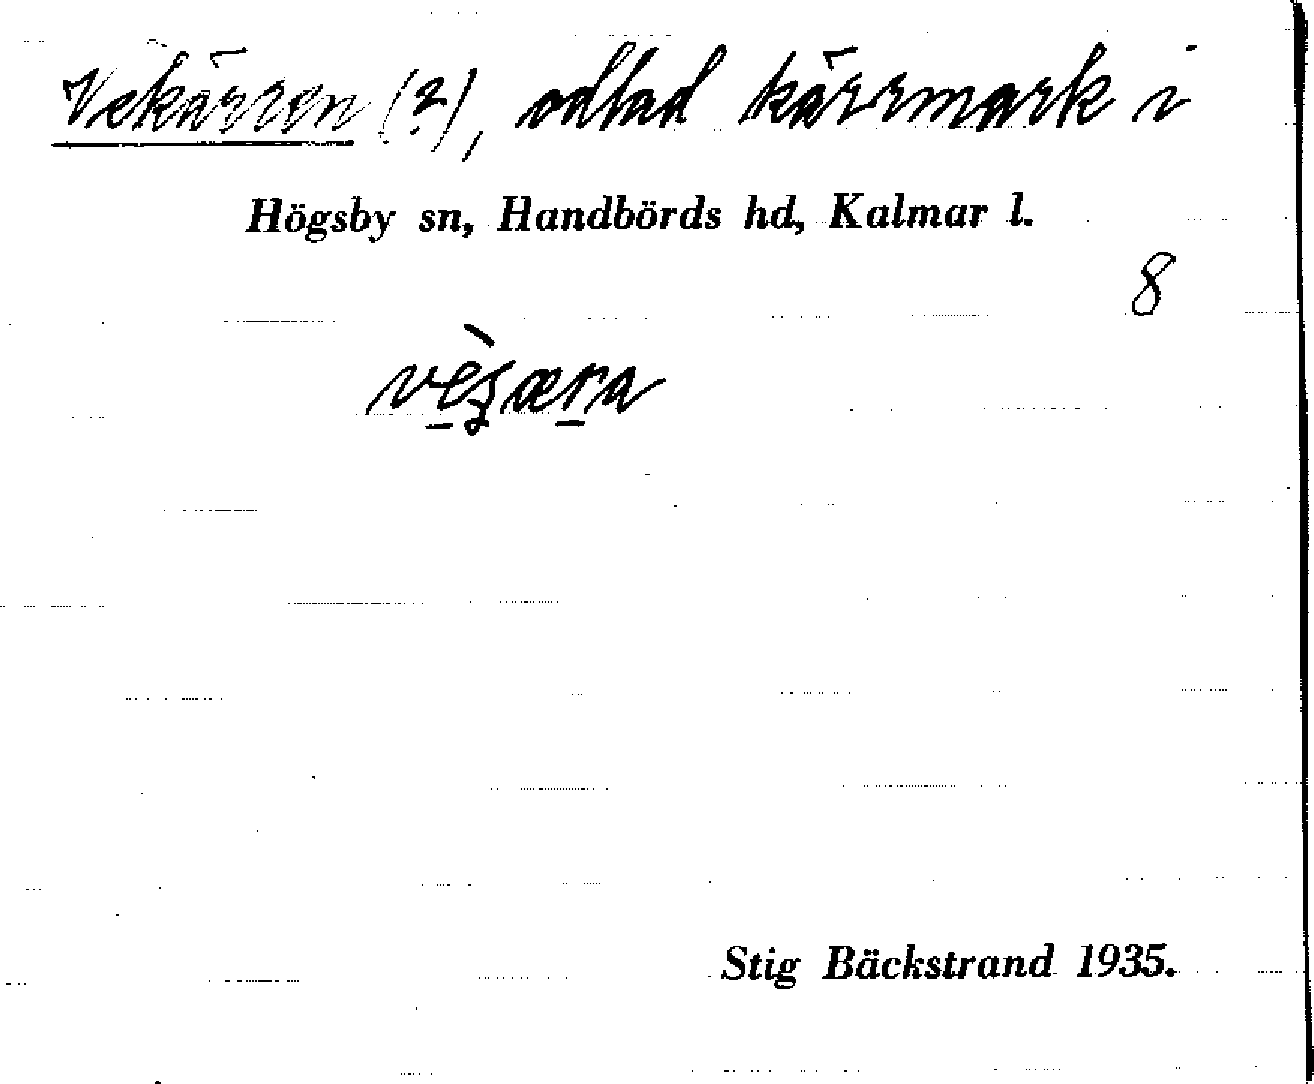 Vekärren (?), odlad kärrmark i
Högsby sn, Handbörds hd, Kalmar l.
8
Stig Bäckstrand 1935.